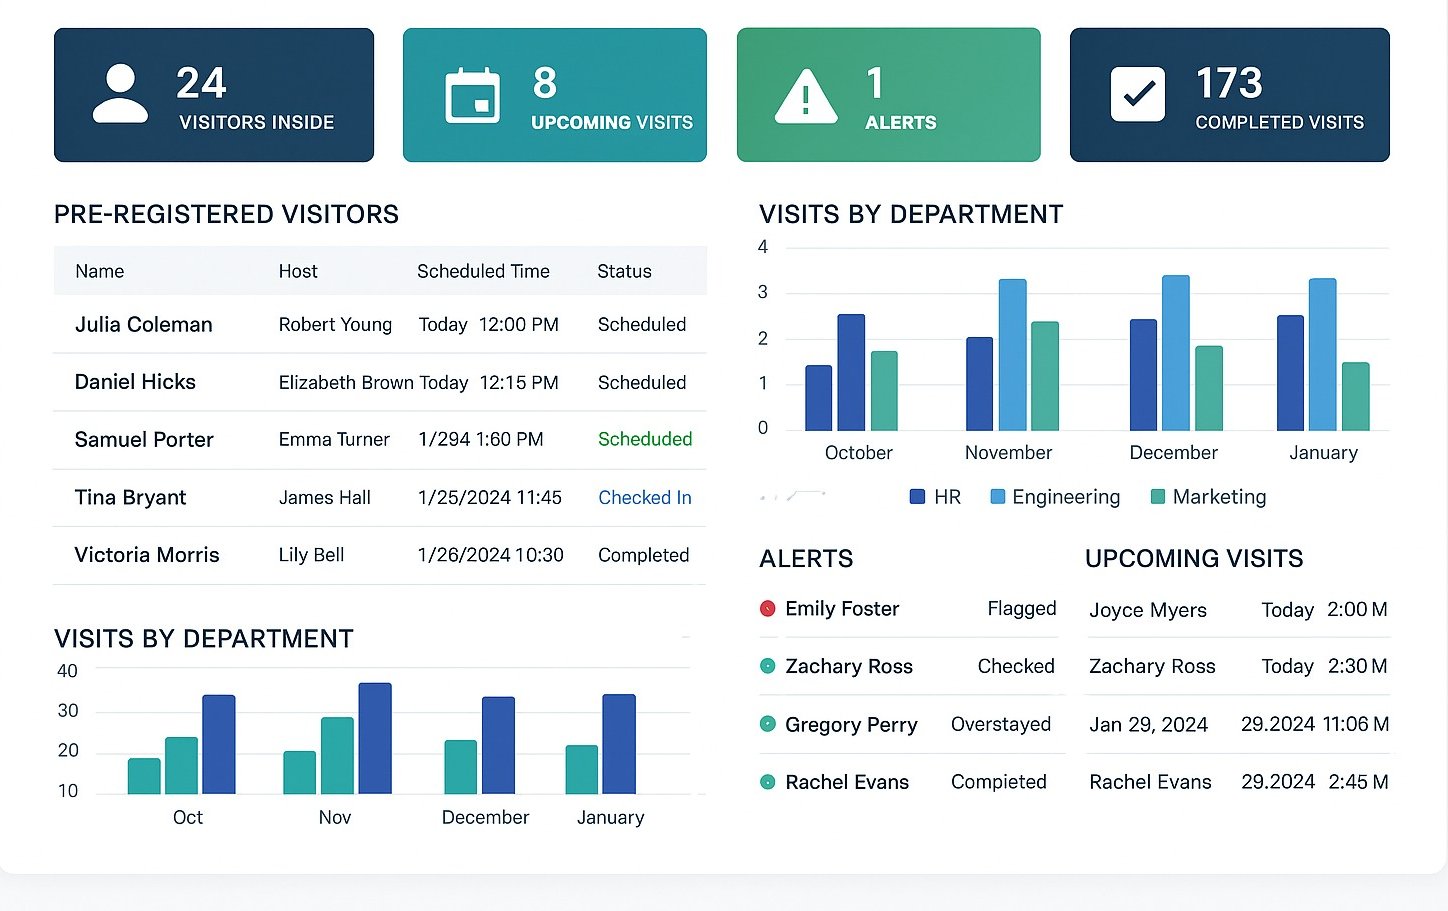 24
VISITORS INSIDE
8
UPCOMING VISITS
1
ALERTS
173
COMPLETED VISITS
PRE-REGISTERED VISITORS
Name Host Scheduled Time Status
Julia Coleman Robert Young Today 12:00 PM Scheduled
Daniel Hicks Elizabeth Brown Today 12:15 PM Scheduled
Samuel Porter Emma Turner 1/294 1:60 PM Scheduded
Tina Bryant James Hall 1/25/2024 11:45 Checked In
Victoria Morris Lily Bell 1/26/2024 10:30 Completed
VISITS BY DEPARTMENT
40
30
20
10
Oct Nov December January
VISITS BY DEPARTMENT
4
3
2
1
0
October November December January
HR Engineering Marketing
ALERTS
Emily Foster Flagged
Zachary Ross Checked
Gregory Perry Overstayed
Rachel Evans Compieted
UPCOMING VISITS
Joyce Myers Today 2:00 M
Zachary Ross Today 2:30 M
Jan 29, 2024 29.2024 11:06 M
Rachel Evans 29.2024 2:45 M